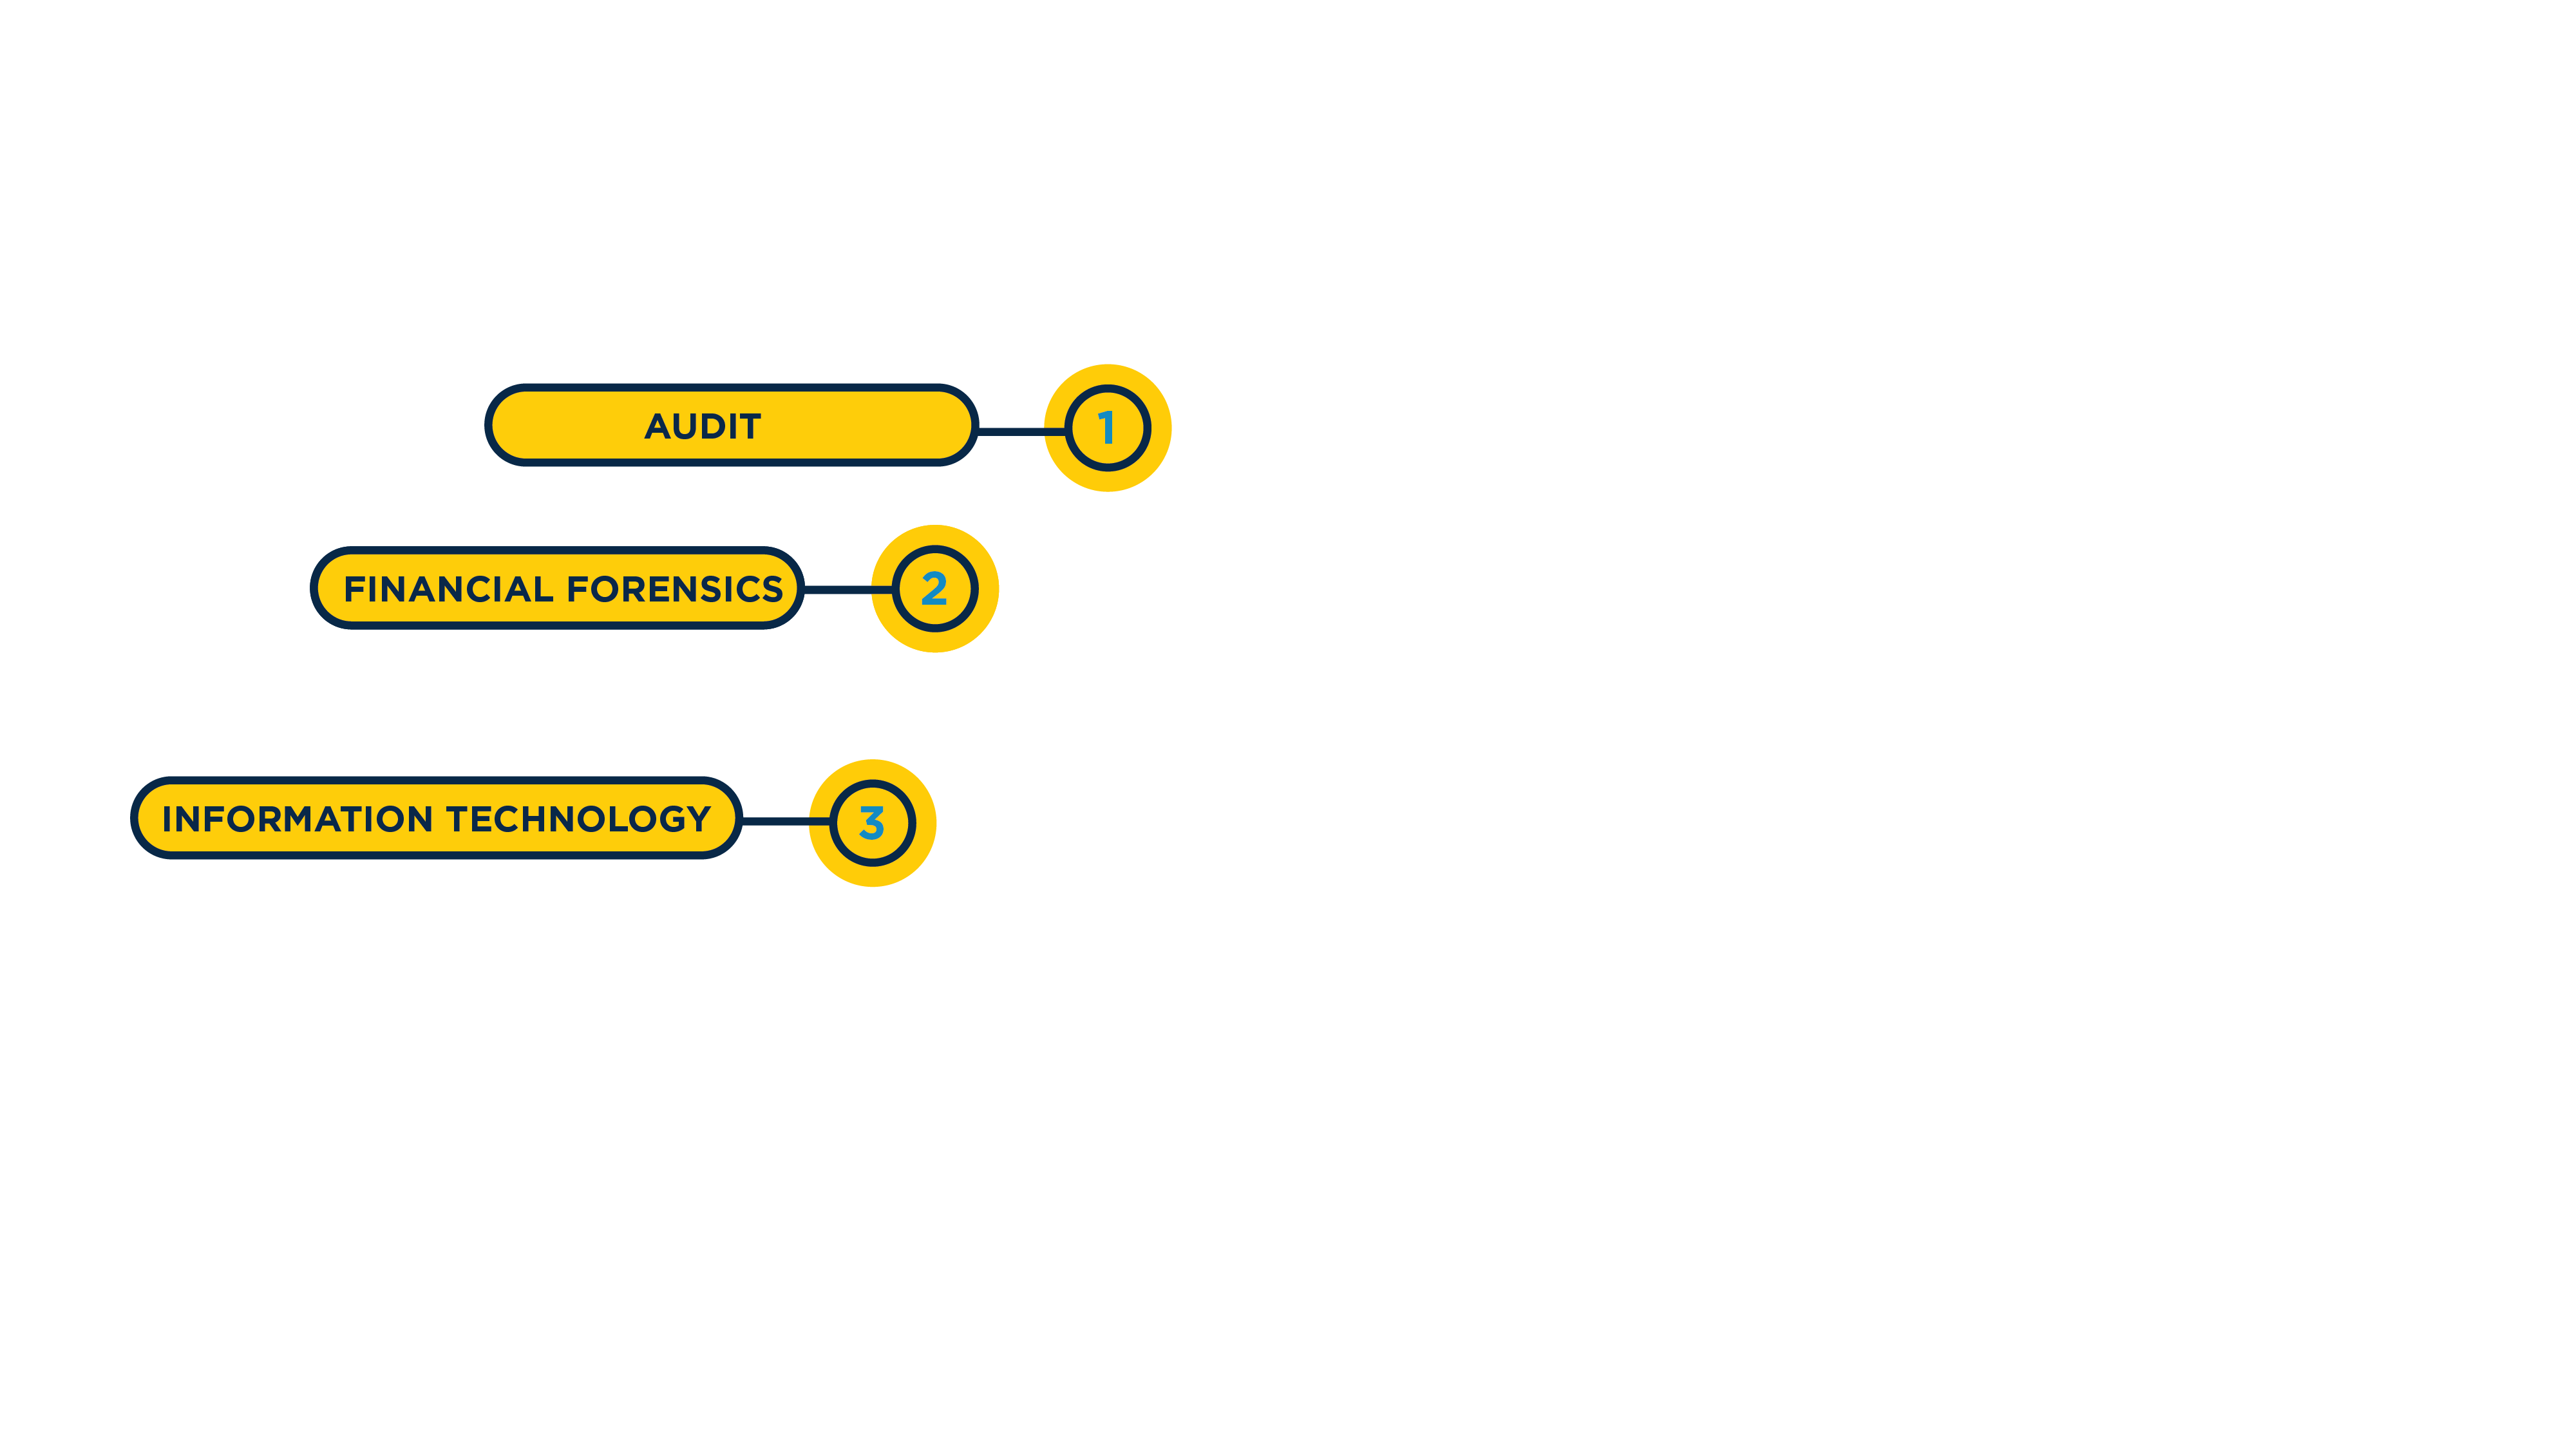 AUDIT 1
FINANCIAL FORENSICS 2
INFORMATION TECHNOLOGY 3